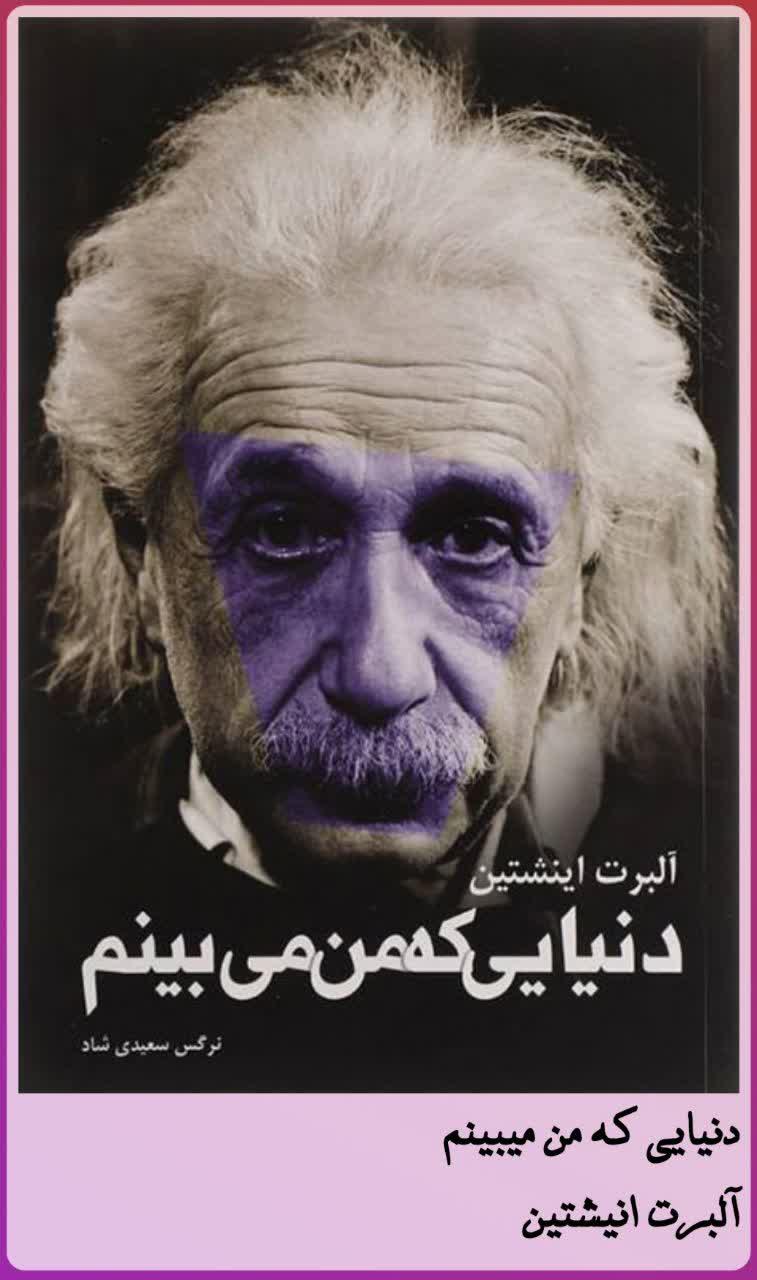 آلبرت اینشتین
دنیایی که من می بینم
نرگس سعیدی شاد
دنیایی که من میبینم
آلبرت انیشتین